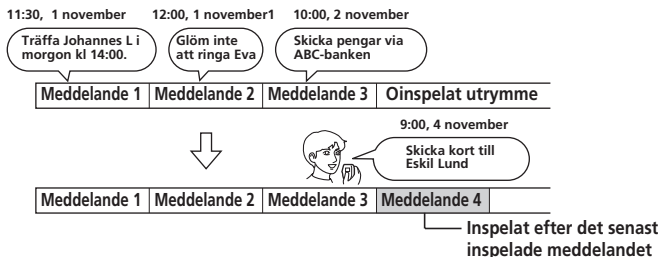 11:30, 1 november
12:00, 1 november1
10:00, 2 november
Träffa Johannes L i
morgon kl 14:00.
Glöm inte
att ringa Eva
Skicka pengar via
ABC-banken
Meddelande 1 Meddelande 2 Meddelande 3 Oinspelat utrymme
9:00, 4 november
Skicka kort till
Eskil Lund
Meddelande 1 Meddelande 2 Meddelande 3 Meddelande 4
Inspelat efter det senast
inspelade meddelandet